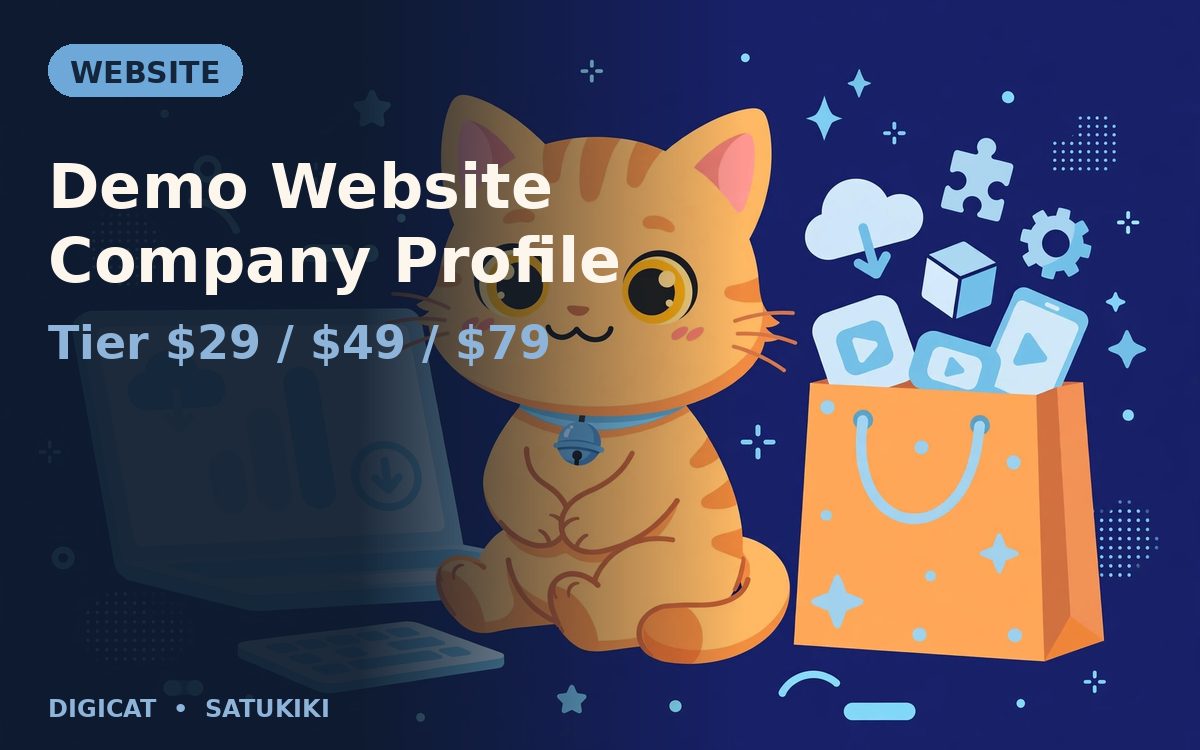 WEBSITE
Demo Website
Company Profile
Tier $29 / $49 / $79
DIGICAT • SATUKIKI